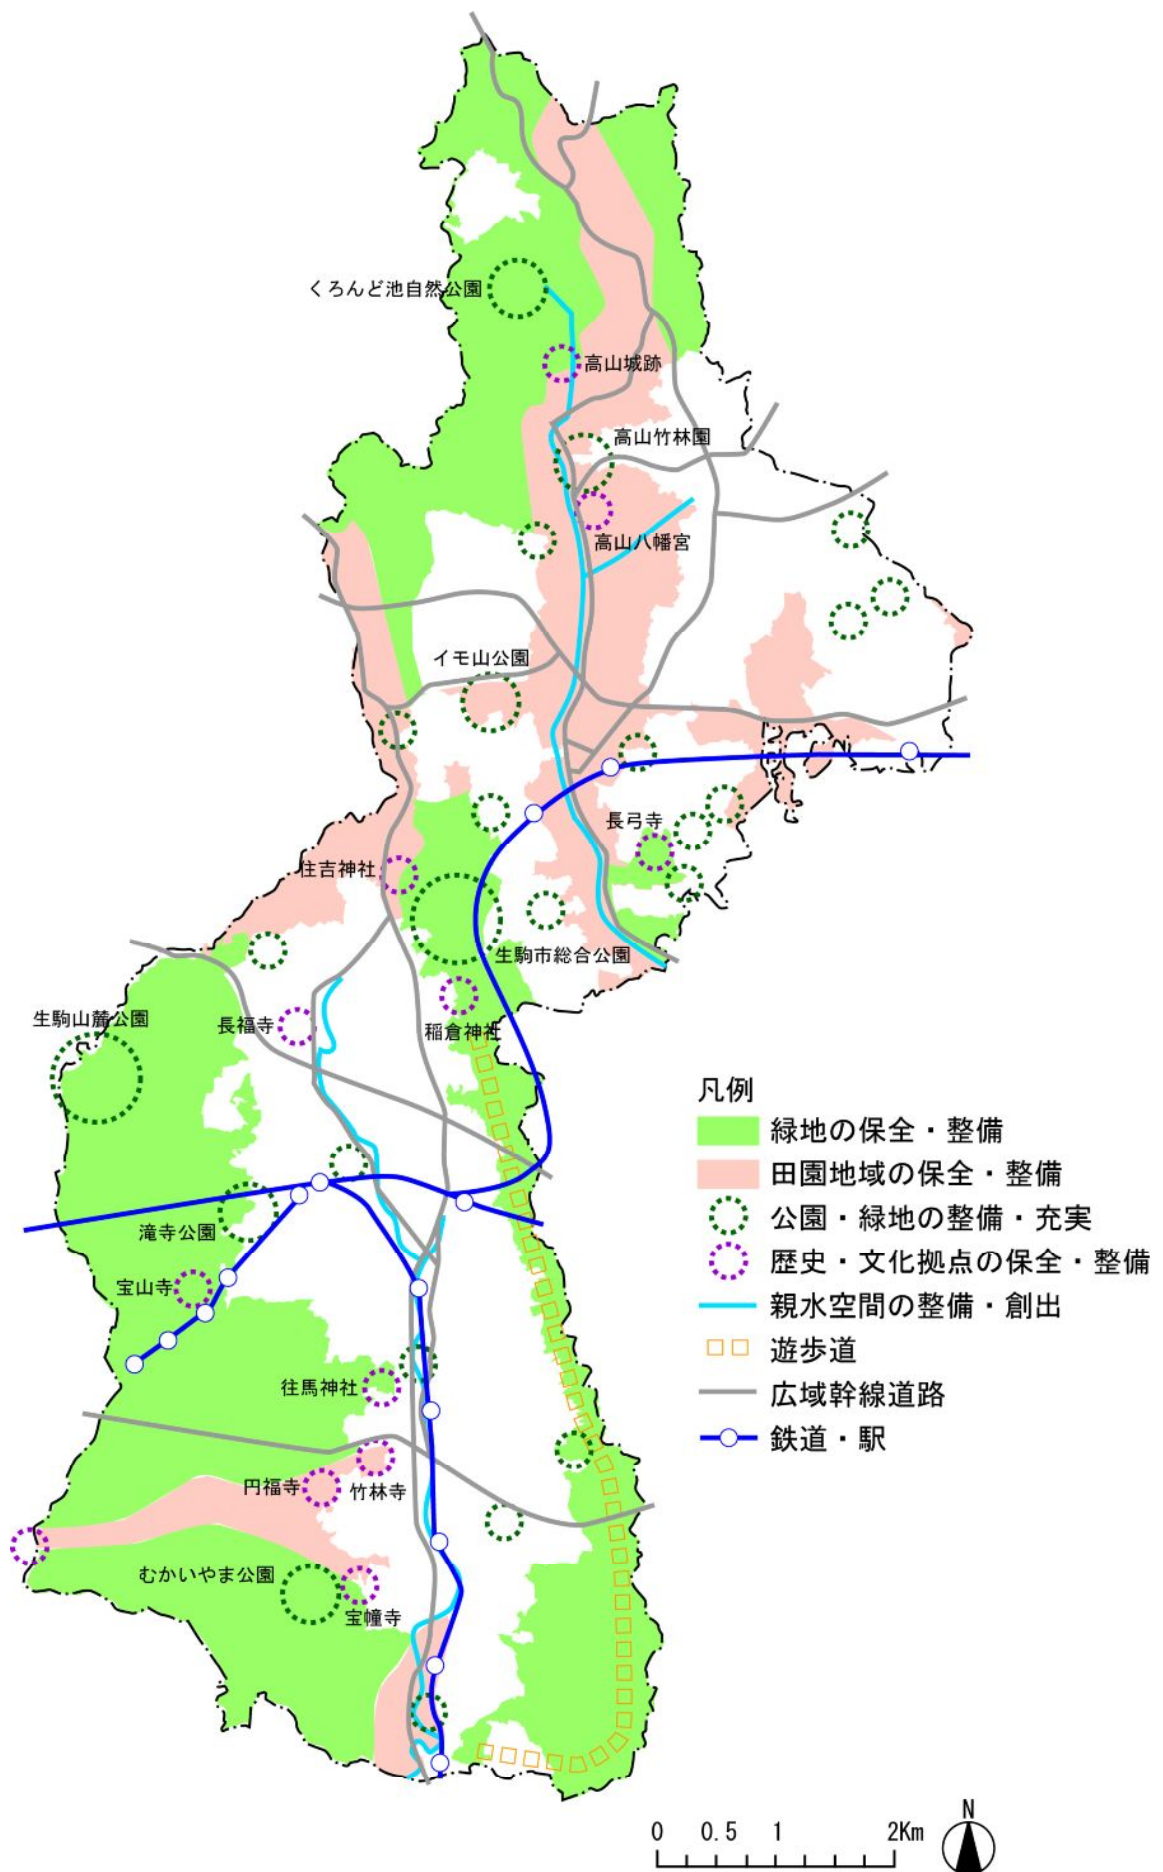 くろんど池自然公園
高山城跡
高山竹林園
高山八幡宮
イモ山公園
長弓寺
住吉神社
生駒市総合公園
生駒山麓公園
長福寺
稲倉神社
滝寺公園
宝山寺
往馬神社
円福寺
竹林寺
むかいやま公園
宝幢寺
凡例
緑地の保全・整備
田園地域の保全・整備
公園・緑地の整備・充実
歴史・文化拠点の保全・整備
親水空間の整備・創出
遊歩道
広域幹線道路
鉄道・駅
0 0.5 1 2Km
N